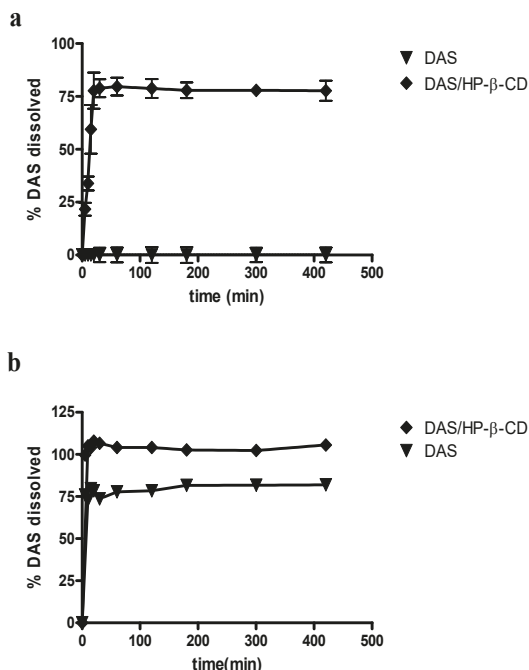 a
100
75
50
25
0
% DAS dissolved
0 100 200 300 400 500
time (min)
DAS
DAS/HP-β-CD
b
125
100
75
50
25
0
% DAS dissolved
0 100 200 300 400 500
time(min)
DAS/HP-β-CD
DAS